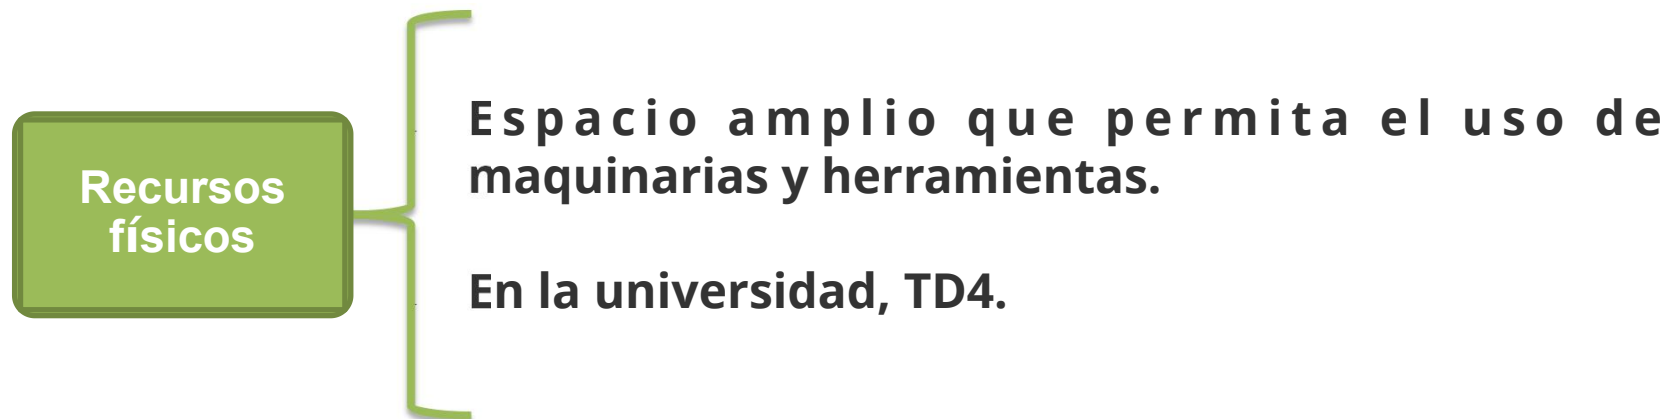 Recursos
físicos
Espacio amplio que permita el uso de
maquinarias y herramientas.
En la universidad, TD4.